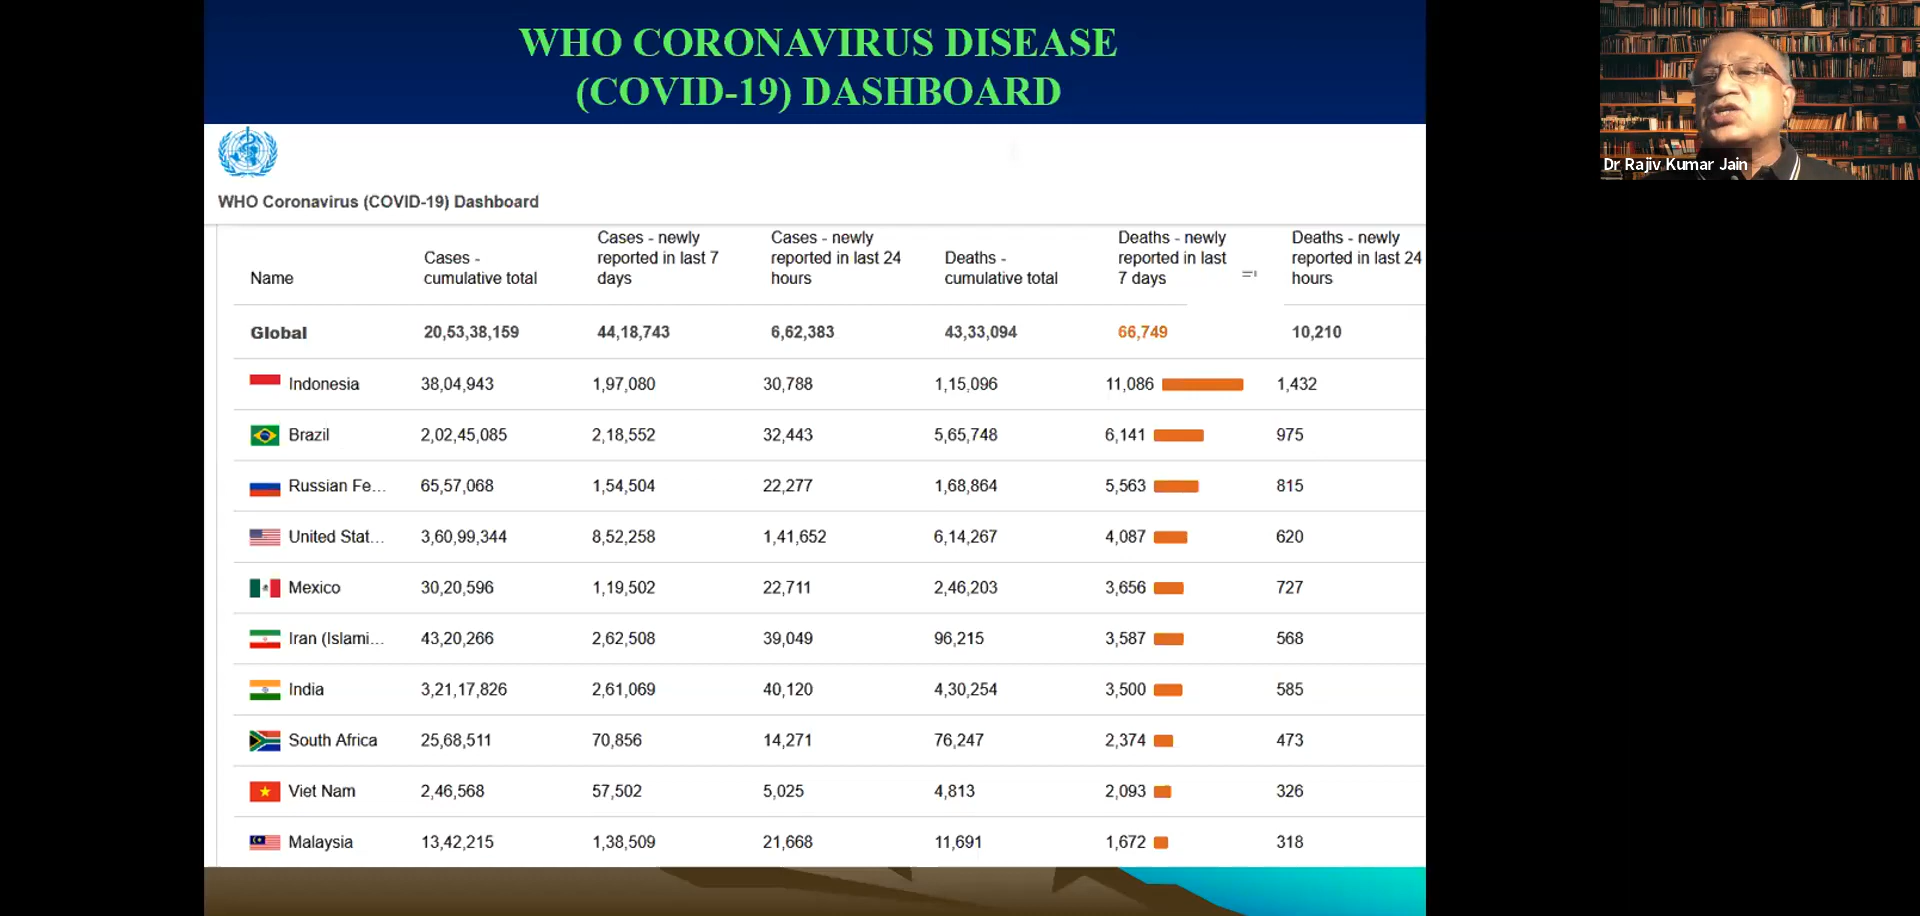 WHO CORONAVIRUS DISEASE
(COVID-19) DASHBOARD
Dr Rajiv Kumar Jain
WHO Coronavirus (COVID-19) Dashboard
Name
Cases -
cumulative total
Cases - newly
reported in last 7
days
Cases - newly
reported in last 24
hours
Deaths -
cumulative total
Deaths - newly
reported in last
7 days
Deaths - newly
reported in last 24
hours
Global 20,53,38,159 44,18,743 6,62,383 43,33,094 66,749 10,210
Indonesia 38,04,943 1,97,080 30,788 1,15,096 11,086 1,432
Brazil 2,02,45,085 2,18,552 32,443 5,65,748 6,141 975
Russian Fe... 65,57,068 1,54,504 22,277 1,68,864 5,563 815
United Stat... 3,60,99,344 8,52,258 1,41,652 6,14,267 4,087 620
Mexico 30,20,596 1,19,502 22,711 2,46,203 3,656 727
Iran (Islami... 43,20,266 2,62,508 39,049 96,215 3,587 568
India 3,21,17,826 2,61,069 40,120 4,30,254 3,500 585
South Africa 25,68,511 70,856 14,271 76,247 2,374 473
Viet Nam 2,46,568 57,502 5,025 4,813 2,093 326
Malaysia 13,42,215 1,38,509 21,668 11,691 1,672 318